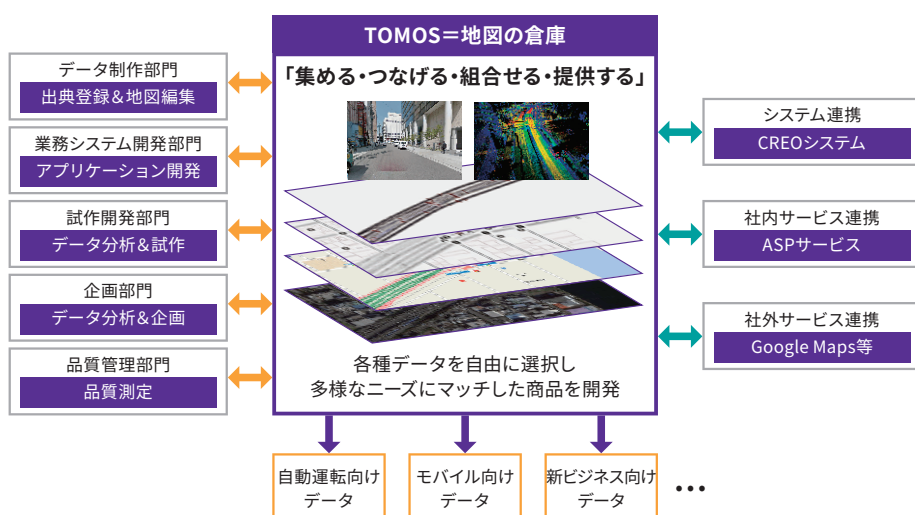 TOMOS＝地図の倉庫
「集める・つなげる・組合せる・提供する」
データ制作部門
出典登録＆地図編集
業務システム開発部門
アプリケーション開発
試作開発部門
データ分析＆試作
企画部門
データ分析＆企画
品質管理部門
品質測定
システム連携
CREOシステム
社内サービス連携
ASPサービス
社外サービス連携
Google Maps等
各種データを自由に選択し
多様なニーズにマッチした商品を開発
自動運転向け
データ
モバイル向け
データ
新ビジネス向け
データ
…